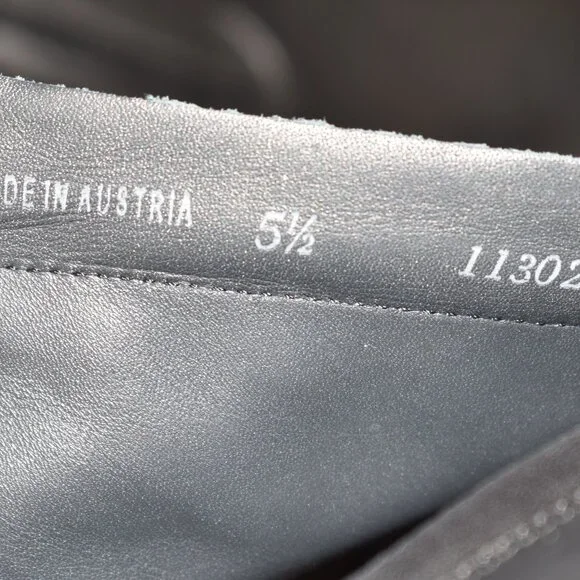 DE IN AUSTRIA 5½ 11302